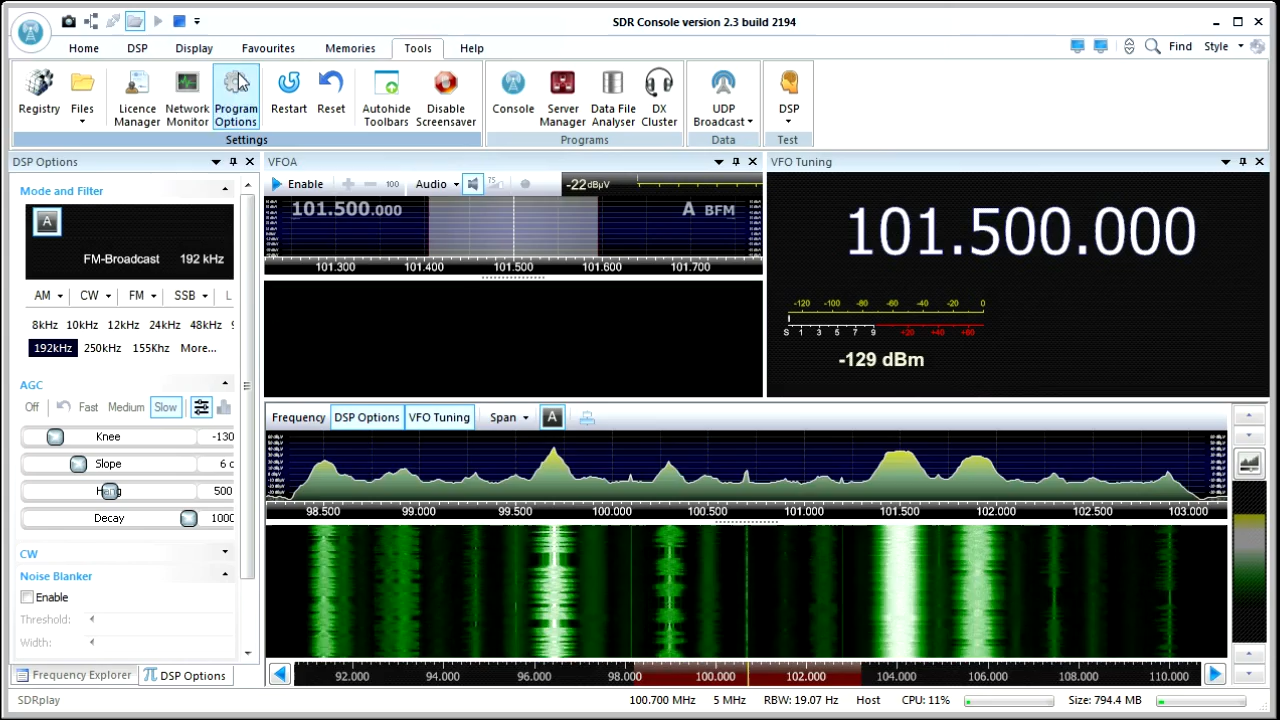 SDR Console version 2.3 build 2194
Home DSP Display Favourites Memories Tools Help
Find Style
Registry Files Licence Manager Network Monitor Program Options Restart Reset Autohide Toolbars Disable Screensaver Console Server Manager Data File Analyser DX Cluster UDP Broadcast DSP
Settings Programs Data Test
DSP Options
Mode and Filter
A
FM-Broadcast 192 kHz
AM CW FM SSB L
8kHz 10kHz 12kHz 24kHz 48kHz
192kHz 250kHz 155Khz More...
AGC
Off Fast Medium Slow
Knee -130
Slope 6
Hang 500
Decay 1000
CW
Noise Blanker
Enable
Threshold:
Width:
Frequency Explorer DSP Options
VFOA
Enable 100 Audio -22dBµV
101.500.000 A BFM
101.300 101.400 101.500 101.600 101.700
VFO Tuning
101.500.000
-120 -100 -80 -60 -40 -20 0
S 1 3 5 7 9 +20 +40 +60
-129 dBm
Frequency DSP Options VFO Tuning Span A
98.500 99.000 99.500 100.000 100.500 101.000 101.500 102.000 102.500 103.000
92.000 94.000 96.000 98.000 100.000 102.000 104.000 106.000 108.000 110.000
SDRplay 100.700 MHz 5 MHz RBW: 19.07 Hz Host CPU: 11% Size: 794.4 MB